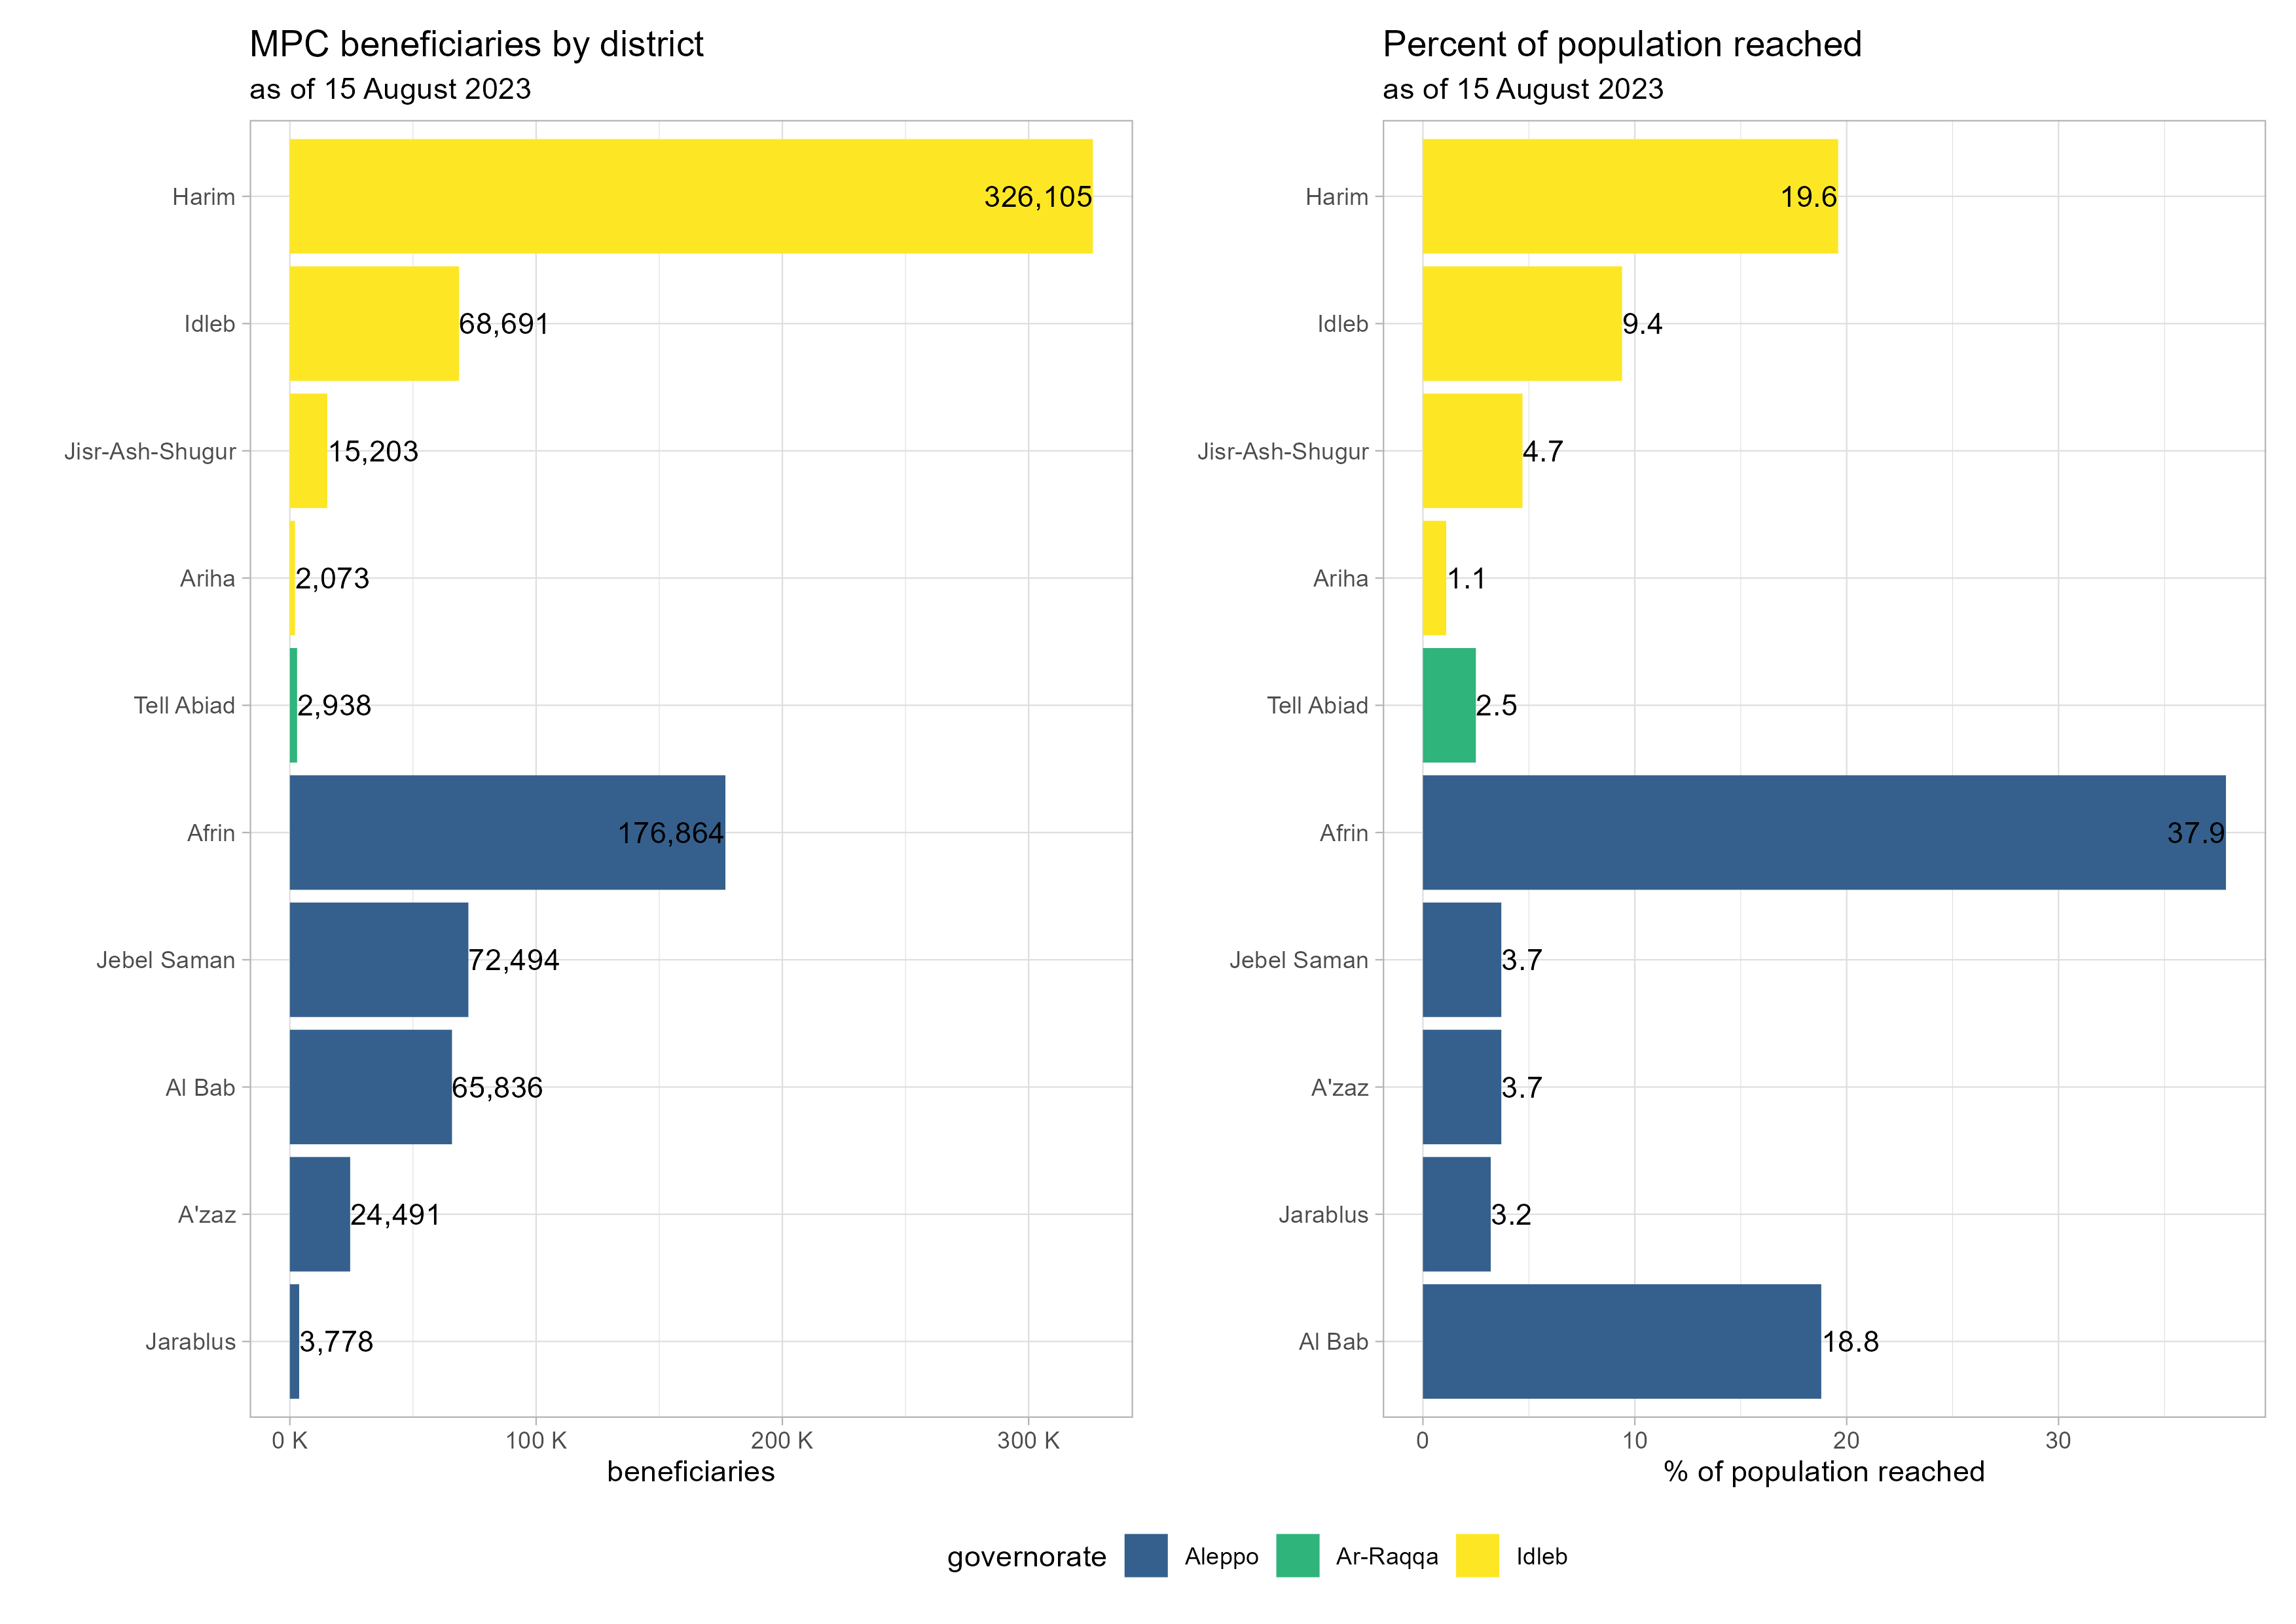 MPC beneficiaries by district
as of 15 August 2023
Harim
326,105
Idleb
68,691
Jisr-Ash-Shugur
15,203
Ariha
2,073
Tell Abiad
2,938
Afrin
176,864
Jebel Saman
72,494
Al Bab
65,836
A'zaz
24,491
Jarablus
3,778
0 K 100 K 200 K 300 K
beneficiaries
Percent of population reached
as of 15 August 2023
Harim
19.6
Idleb
9.4
Jisr-Ash-Shugur
4.7
Ariha
1.1
Tell Abiad
2.5
Afrin
37.9
Jebel Saman
3.7
A'zaz
3.7
Jarablus
3.2
Al Bab
18.8
0 10 20 30
% of population reached
governorate Aleppo Ar-Raqqa Idleb